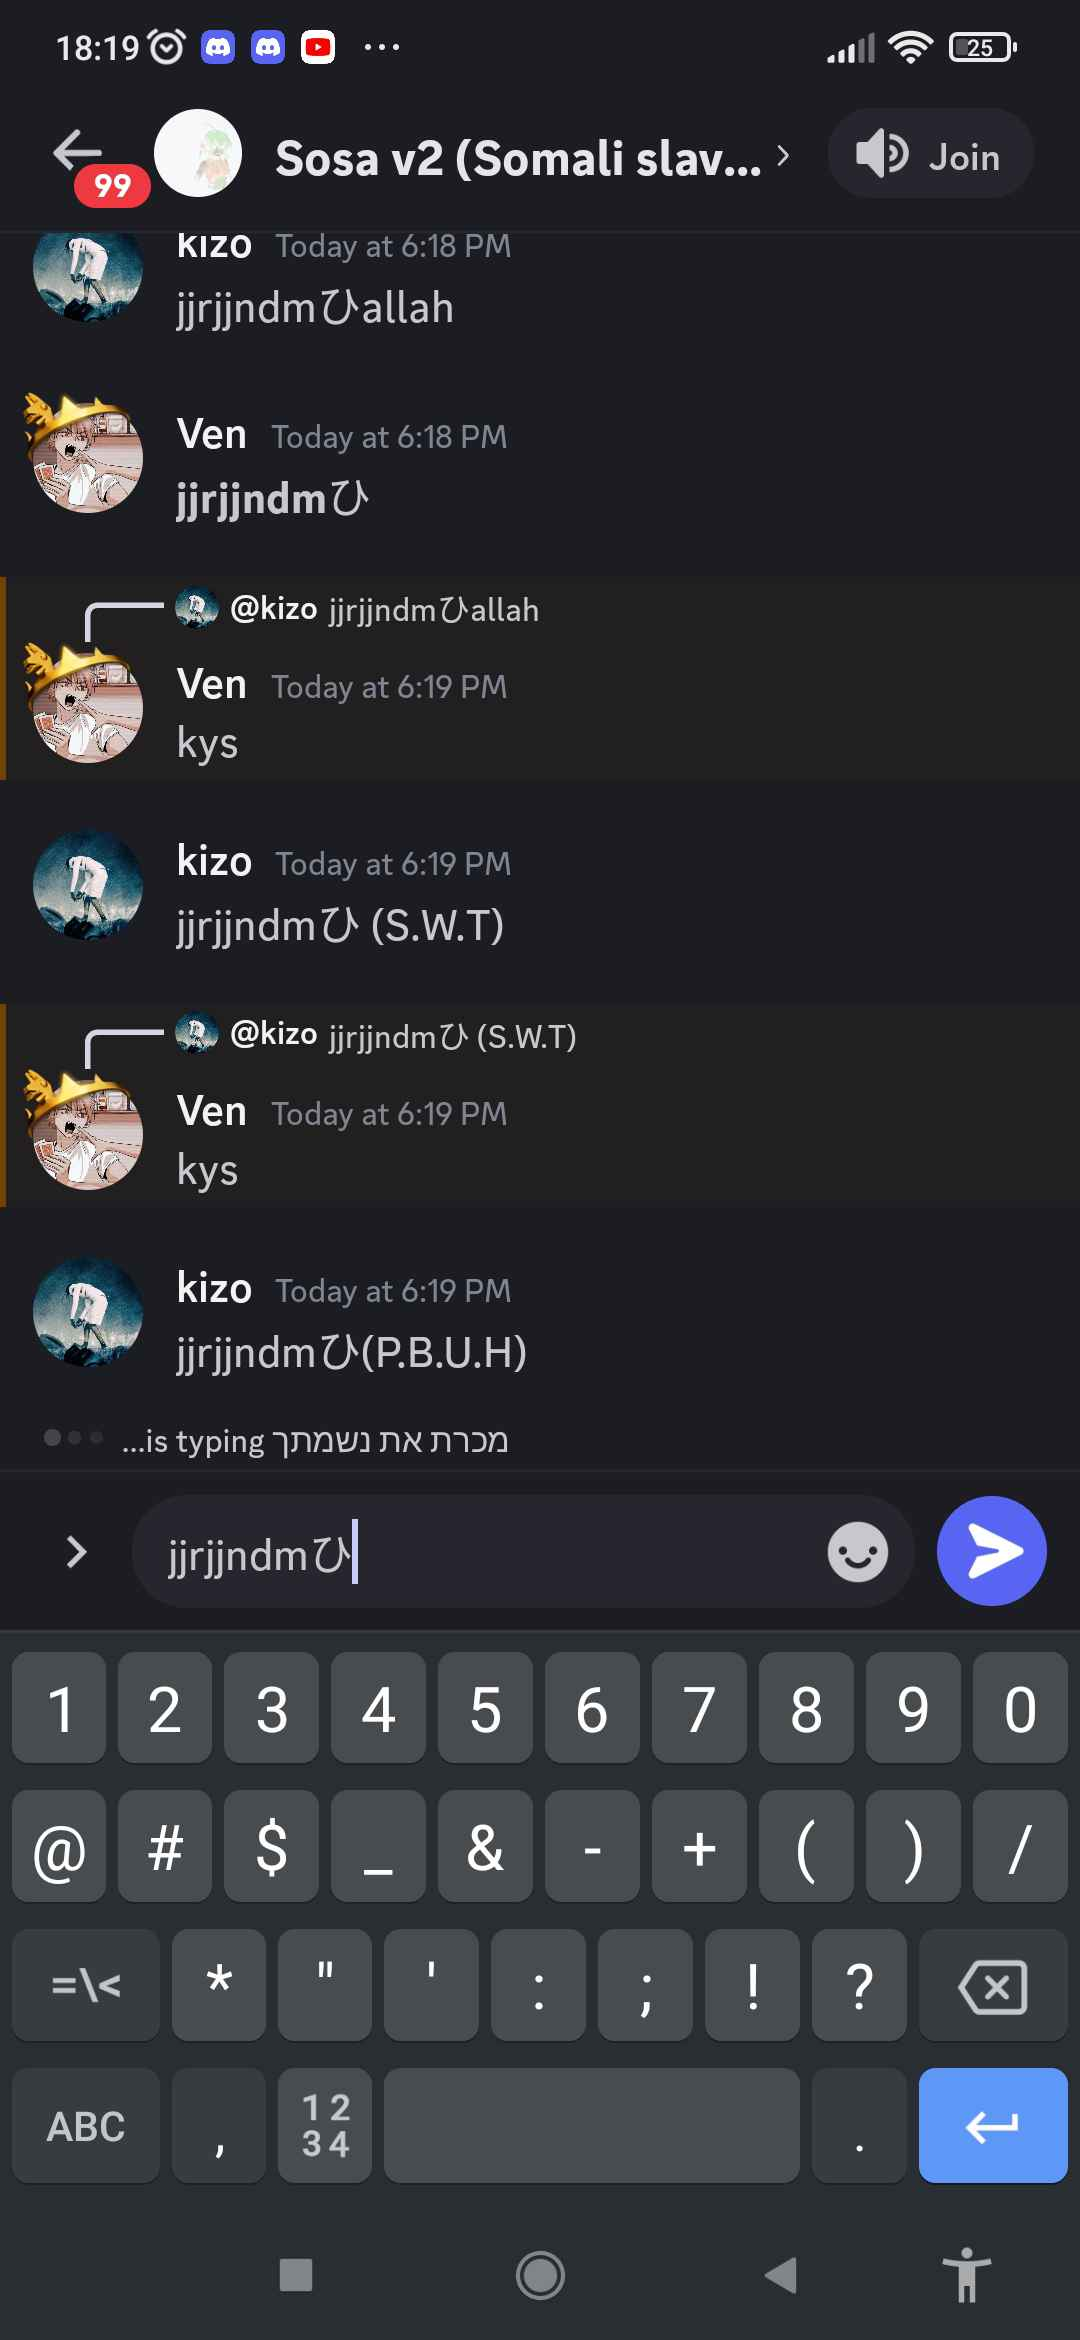 18:19
25
99
Sosa v2 (Somali slav...
Join
kizo Today at 6:18 PM
jjrjjndmひallah
Ven Today at 6:18 PM
jjrjjndmひ
@kizo jjrjjndmひallah
Ven Today at 6:19 PM
kys
kizo Today at 6:19 PM
jjrjjndmひ (S.W.T)
@kizo jjrjjndmひ (S.W.T)
Ven Today at 6:19 PM
kys
kizo Today at 6:19 PM
jjrjjndmひ(P.B.U.H)
מכרת את נשמתך is typing...
jjrjjndmひ
1 2 3 4 5 6 7 8 9 0
@ # $ _ & - + ( ) /
=\< * " ' : ; ! ?
ABC , 12 34 .